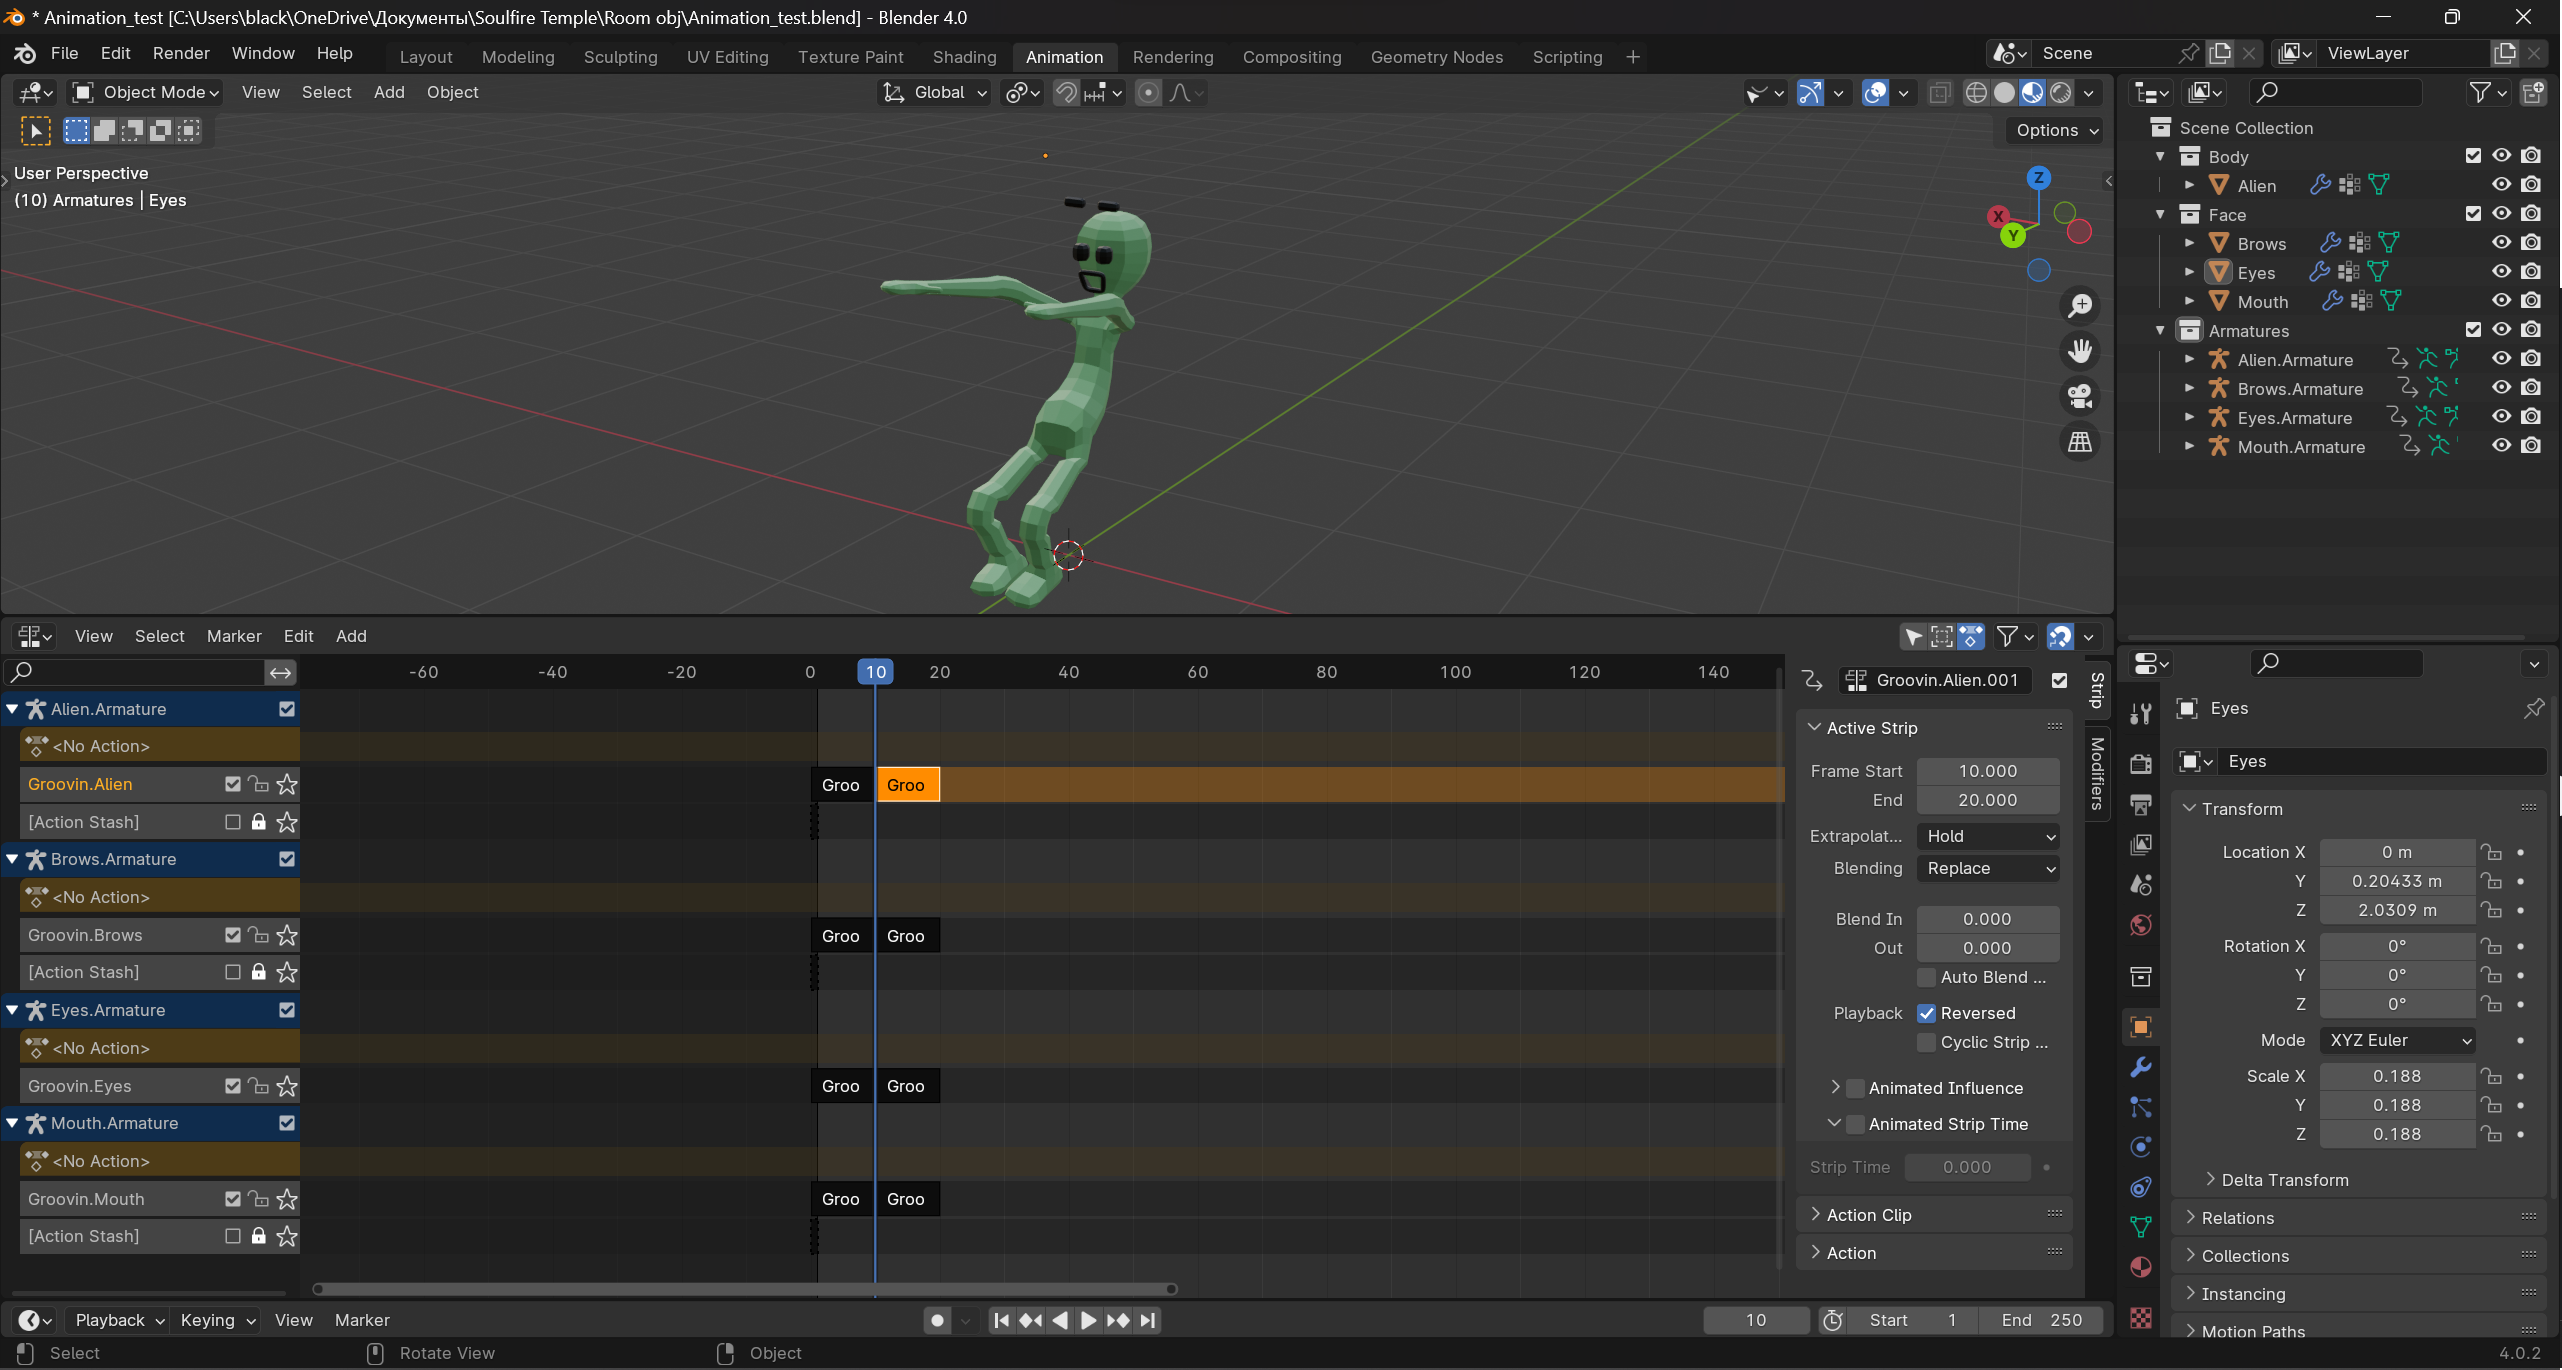 * Animation_test [C:\Users\black\OneDrive\Документы\Soulfire Temple\Room obj\Animation_test.blend] - Blender 4.0
File Edit Render Window Help
Layout Modeling Sculpting UV Editing Texture Paint Shading Animation Rendering Compositing Geometry Nodes Scripting +
Scene
ViewLayer
Object Mode View Select Add Object
Global
Options
User Perspective
(10) Armatures | Eyes
Z
X
Y
Scene Collection
Body
Alien
Face
Brows
Eyes
Mouth
Armatures
Alien.Armature
Brows.Armature
Eyes.Armature
Mouth.Armature
View Select Marker Edit Add
-60 -40 -20 0 10 20 40 60 80 100 120 140
Alien.Armature
<No Action>
Groovin.Alien
Groo Groo
[Action Stash]
Brows.Armature
<No Action>
Groovin.Brows
Groo Groo
[Action Stash]
Eyes.Armature
<No Action>
Groovin.Eyes
Groo Groo
Mouth.Armature
<No Action>
Groovin.Mouth
Groo Groo
[Action Stash]
Groovin.Alien.001
Strip
Modifiers
Active Strip
Frame Start 10.000
End 20.000
Extrapolat... Hold
Blending Replace
Blend In 0.000
Out 0.000
Auto Blend ...
Playback Reversed
Cyclic Strip ...
Animated Influence
Animated Strip Time
Strip Time 0.000
Action Clip
Action
Eyes
Eyes
Transform
Location X 0 m
Y 0.20433 m
Z 2.0309 m
Rotation X 0°
Y 0°
Z 0°
Mode XYZ Euler
Scale X 0.188
Y 0.188
Z 0.188
Delta Transform
Relations
Collections
Instancing
Motion Paths
Playback Keying View Marker
10
Start 1
End 250
Select
Rotate View
Object
4.0.2